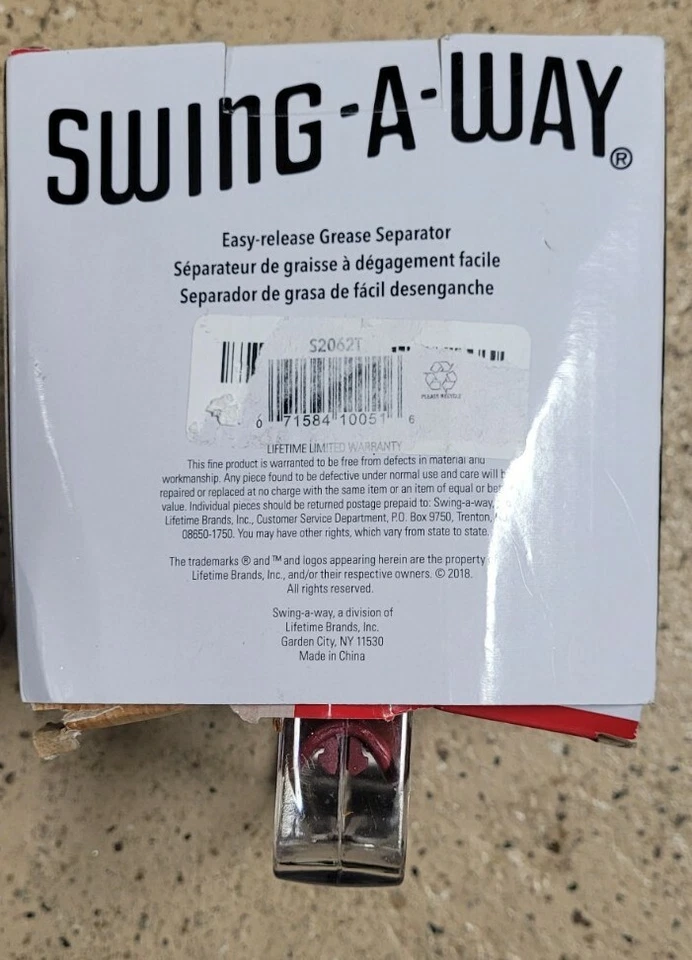 SWING-A-WAY®
Easy-release Grease Separator
Séparateur de graisse à dégagement facile
Separador de grasa de fácil desenganche
S2062T
0 71584 10051 6
PLEASE RECYCLE
LIFETIME LIMITED WARRANTY
This fine product is warranted to be free from defects in material and
workmanship. Any piece found to be defective under normal use and care will
repaired or replaced at no charge with the same item or an item of equal or
value. Individual pieces should be returned postage prepaid to: Swing-a-way,
Lifetime Brands, Inc., Customer Service Department, P.O. Box 9750, Trenton,
08650-1750. You may have other rights, which vary from state to state.
The trademarks ® and ™ and logos appearing herein are the property
Lifetime Brands, Inc., and/or their respective owners. © 2018.
All rights reserved.
Swing-a-way, a division of
Lifetime Brands, Inc.
Garden City, NY 11530
Made in China